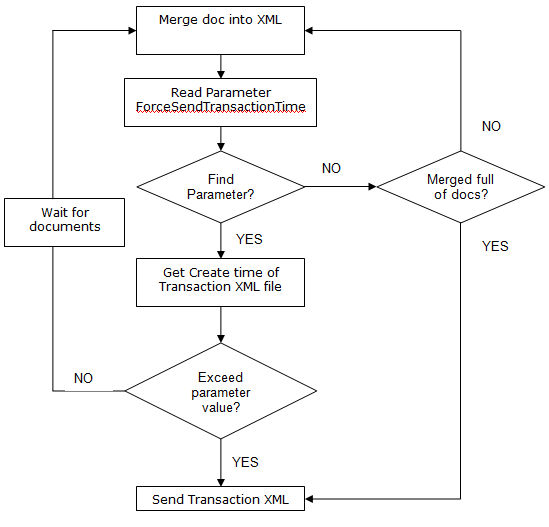 Merge doc into XML
Read Parameter
ForceSendTransactionTime
NO
Find
Parameter?
NO
Merged full
of docs?
Wait for
documents
YES
YES
Get Create time of
Transaction XML file
Exceed
parameter
value?
NO
YES
Send Transaction XML